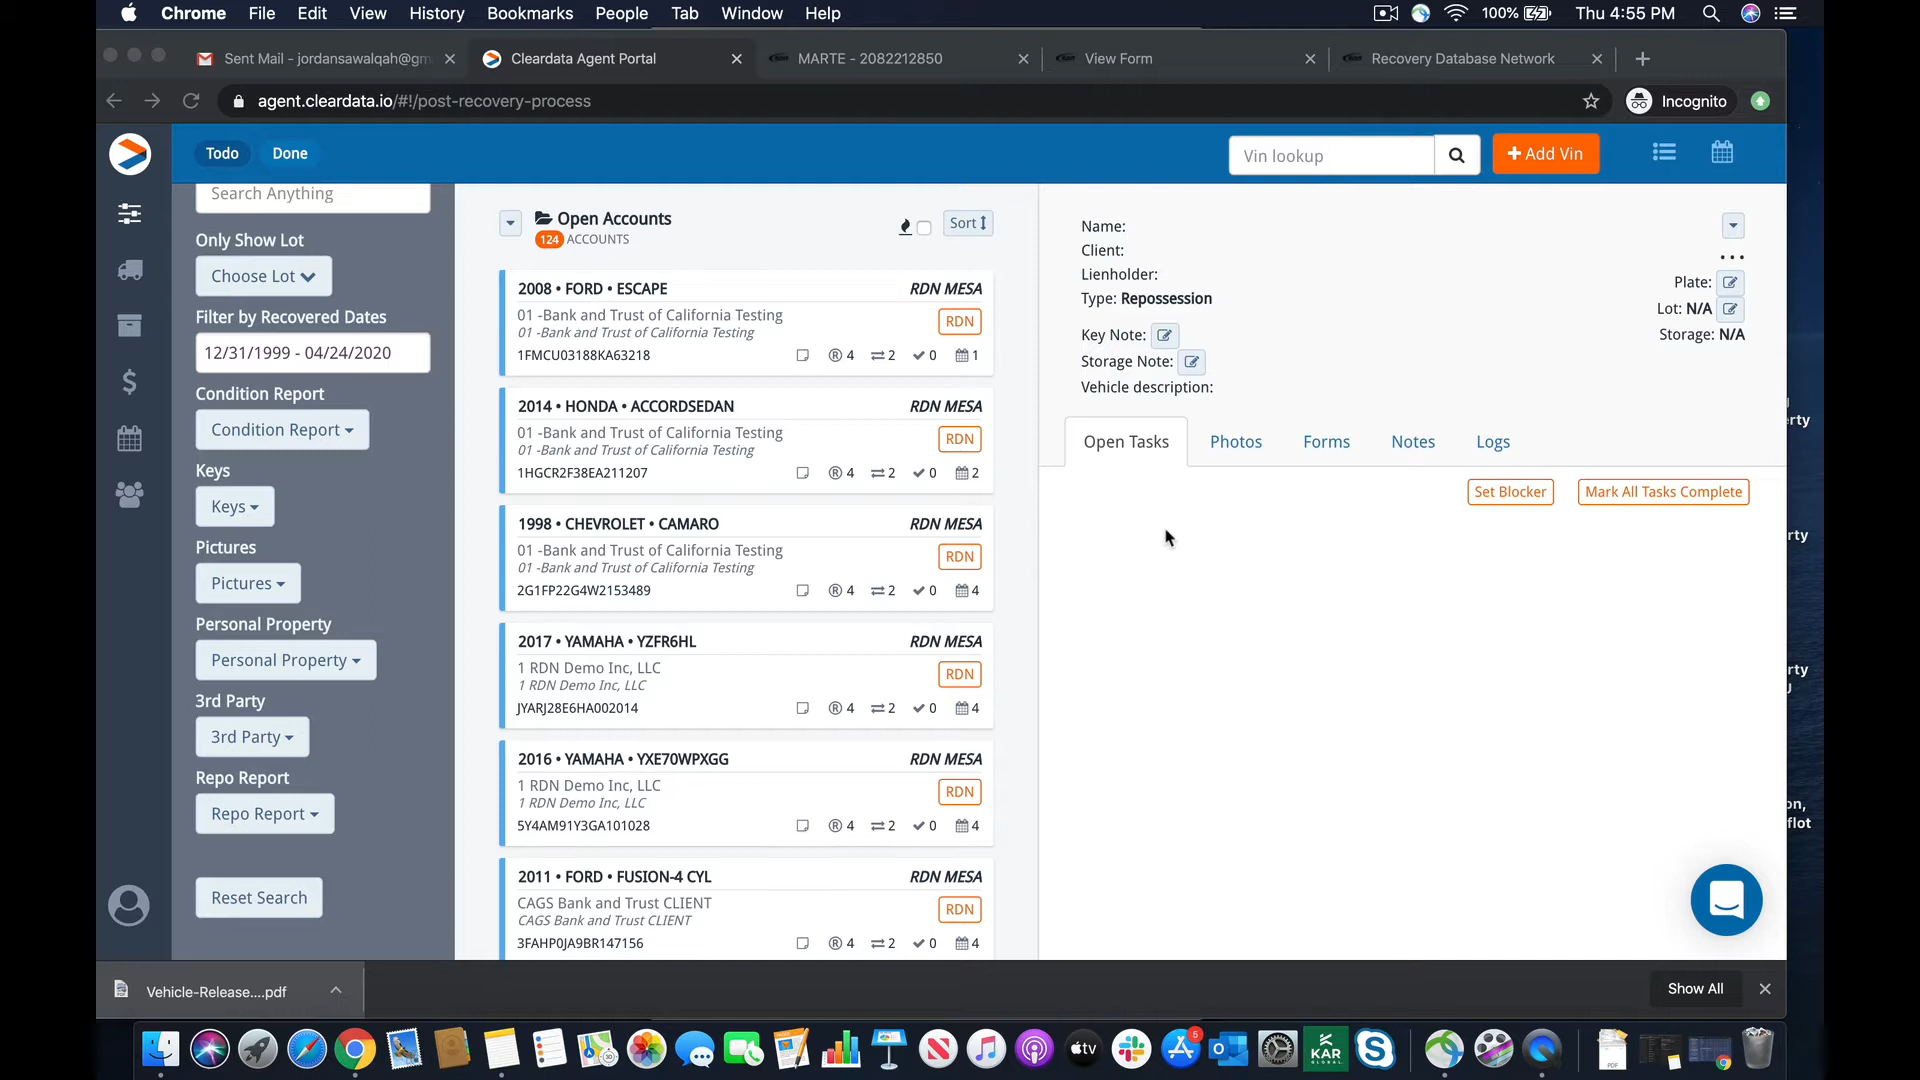 Chrome File Edit View History Bookmarks People Tab Window Help
100% Thu 4:55 PM
Sent Mail - jordansawalqah@gm
Cleardata Agent Portal
MARTE - 2082212850
View Form
Recovery Database Network
agent.cleardata.io/#!/post-recovery-process
Incognito
Todo Done
Vin lookup
+ Add Vin
Search Anything
Only Show Lot
Choose Lot
Filter by Recovered Dates
12/31/1999 - 04/24/2020
Condition Report
Condition Report
Keys
Keys
Pictures
Pictures
Personal Property
Personal Property
3rd Party
3rd Party
Repo Report
Repo Report
Reset Search
Open Accounts
124 ACCOUNTS
Sort
2008 • FORD • ESCAPE RDN MESA
01 -Bank and Trust of California Testing
RDN
01 -Bank and Trust of California Testing
1FMCU03188KA63218 R 4 2 0 1
2014 • HONDA • ACCORDSEDAN RDN MESA
01 -Bank and Trust of California Testing
RDN
01 -Bank and Trust of California Testing
1HGCR2F38EA211207 R 4 2 0 2
1998 • CHEVROLET • CAMARO RDN MESA
01 -Bank and Trust of California Testing
RDN
01 -Bank and Trust of California Testing
2G1FP22G4W2153489 R 4 2 0 4
2017 • YAMAHA • YZFR6HL RDN MESA
1 RDN Demo Inc, LLC
RDN
1 RDN Demo Inc, LLC
JYARJ28E6HA002014 R 4 2 0 4
2016 • YAMAHA • YXE70WPXGG RDN MESA
1 RDN Demo Inc, LLC
RDN
1 RDN Demo Inc, LLC
5Y4AM91Y3GA101028 R 4 2 0 4
2011 • FORD • FUSION-4 CYL RDN MESA
CAGS Bank and Trust CLIENT
RDN
CAGS Bank and Trust CLIENT
3FAHP0JA9BR147156 R 4 2 0 4
Name:
Client:
Lienholder:
Type: Repossession
Plate:
Lot: N/A
Storage: N/A
Key Note:
Storage Note:
Vehicle description:
Open Tasks Photos Forms Notes Logs
Set Blocker Mark All Tasks Complete
erty
rty
rty
on,
flot
Vehicle-Release....pdf
Show All
5
tv
KAR
GLOBAL
PDF